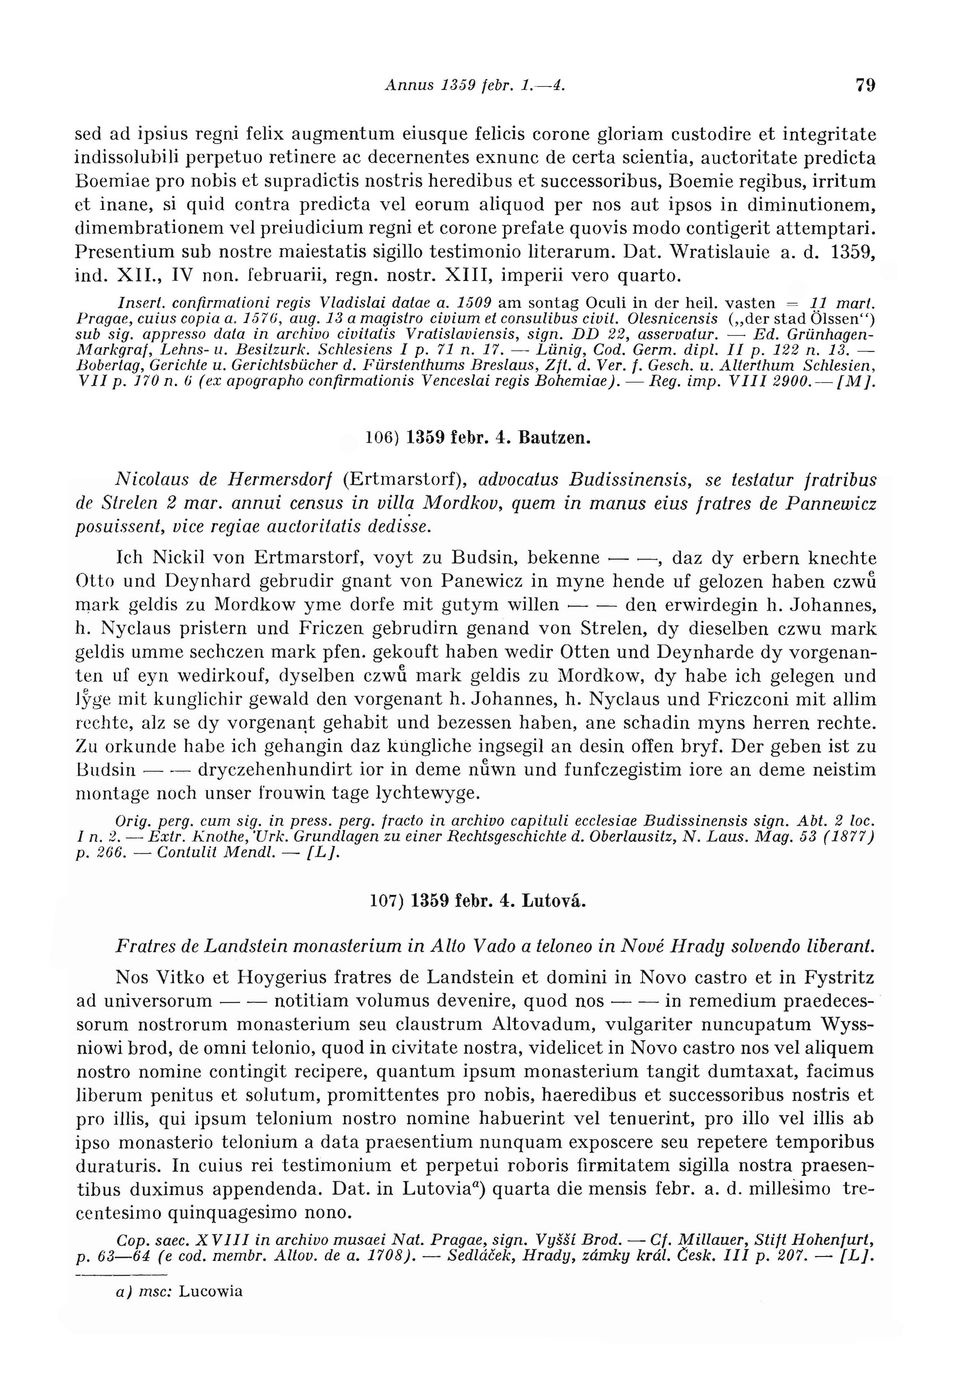 Annus 1359 febr. 1.—4. 79
sed ad ipsius regni felix augmentum eiusque felicis corone gloriam custodire et integritate
indissolubili perpetuo retinere ac decernentes exnunc de certa scientia, auctoritate predicta
Boemiae pro nobis et supradictis nostris heredibus et successoribus, Boemie regibus, irritum
et inane, si quid contra predicta vel eorum aliquod per nos aut ipsos in diminutionem,
dimembrationem vel preiudicium regni et corone prefate quovis modo contigerit attemptari.
Presentium sub nostre maiestatis sigillo testimonio literarum. Dat. Wratislauie a. d. 1359,
ind. XII., IV non. februarii, regn. nostr. XIII, imperii vero quarto.
Insert. confirmationi regis Vladislai datae a. 1509 am sontag Oculi in der heil. vasten = 11 mart.
Pragae, cuius copia a. 1576, aug. 13 a magistro civium et consulibus civit. Olesnicensis („der stad Ölssen“)
sub sig. appresso data in archivo civitatis Vratislaviensis, sign. DD 22, asservatur. — Ed. Grünhagen-
Markgraf, Lehns- u. Besitzurk. Schlesiens I p. 71 n. 17. — Lünig, Cod. Germ. dipl. II p. 122 n. 13. —
Bobertag, Gerichte u. Gerichtsbücher d. Fürstenthums Breslaus, Zft. d. Ver. f. Gesch. u. Alterthum Schlesien,
VII p. 170 n. 6 (ex apographo confirmationis Venceslai regis Bohemiae). — Reg. imp. VIII 2900. — [M].
106) 1359 febr. 4. Bautzen.
Nicolaus de Hermersdorf (Ertmarstorf), advocatus Budissinensis, se testatur fratribus
de Strelen 2 mar. annui census in villa Mordkov, quem in manus eius fratres de Pannewicz
posuissent, vice regiae auctoritatis dedisse.
Ich Nickil von Ertmarstorf, voyt zu Budsin, bekenne — —, daz dy erbern knechte
Otto und Deynhard gebrudir gnant von Panewicz in myne hende uf gelozen haben czwuͤ
mark geldis zu Mordkow yme dorfe mit gutym willen — — den erwirdegin h. Johannes,
h. Nyclaus pristern und Friczen gebrudirn genand von Strelen, dy dieselben czwu mark
geldis umme sechczen mark pfen. gekouft haben wedir Otten und Deynharde dy vorgenan-
ten uf eyn wedirkouf, dyselben czwuͤ mark geldis zu Mordkow, dy habe ich gelegen und
lyͤge mit kunglichir gewald den vorgenant h. Johannes, h. Nyclaus und Friczconi mit allim
rechte, alz se dy vorgenant gehabit und bezessen haben, ane schadin myns herren rechte.
Zu orkunde habe ich gehangin daz kungliche ingsegil an desin offen bryf. Der geben ist zu
Budsin — — dryczehenhundirt ior in deme nuͤwn und funfczegistim iore an deme neistim
montage noch unser frouwin tage lychtewyge.
Orig. perg. cum sig. in press. perg. fracto in archivo capituli ecclesiae Budissinensis sign. Abt. 2 loc.
I n. 2. — Extr. Knothe, Urk. Grundlagen zu einer Rechtsgeschichte d. Oberlausitz, N. Laus. Mag. 53 (1877)
p. 266. — Contulit Mendl. — [L].
107) 1359 febr. 4. Lutová.
Fratres de Landstein monasterium in Alto Vado a teloneo in Nové Hrady solvendo liberant.
Nos Vitko et Hoygerius fratres de Landstein et domini in Novo castro et in Fystritz
ad universorum — — notitiam volumus devenire, quod nos — — in remedium praedeces-
sorum nostrorum monasterium seu claustrum Altovadum, vulgariter nuncupatum Wyss-
niowi brod, de omni telonio, quod in civitate nostra, videlicet in Novo castro nos vel aliquem
nostro nomine contingit recipere, quantum ipsum monasterium tangit dumtaxat, facimus
liberum penitus et solutum, promittentes pro nobis, haeredibus et successoribus nostris et
pro illis, qui ipsum telonium nostro nomine habuerint vel tenuerint, pro illo vel illis ab
ipso monasterio telonium a data praesentium nunquam exposcere seu repetere temporibus
duraturis. In cuius rei testimonium et perpetui roboris firmitatem sigilla nostra praesen-
tibus duximus appendenda. Dat. in Lutovia a) quarta die mensis febr. a. d. millesimo tre-
centesimo quinquagesimo nono.
Cop. saec. XVIII in archivo musaei Nat. Pragae, sign. Vyšší Brod. — Cf. Millauer, Stift Hohenfurt,
p. 63—64 (e cod. membr. Altov. de a. 1708). — Sedláček, Hrady, zámky král. Česk. III p. 207. — [L].
a) msc: Lucowia